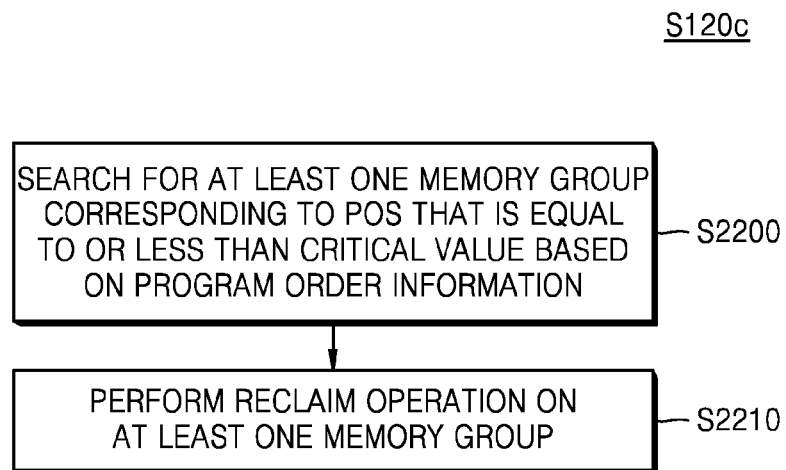 S120c
SEARCH FOR AT LEAST ONE MEMORY GROUP
CORRESPONDING TO POS THAT IS EQUAL
TO OR LESS THAN CRITICAL VALUE BASED
ON PROGRAM ORDER INFORMATION
S2200
PERFORM RECLAIM OPERATION ON
AT LEAST ONE MEMORY GROUP
S2210